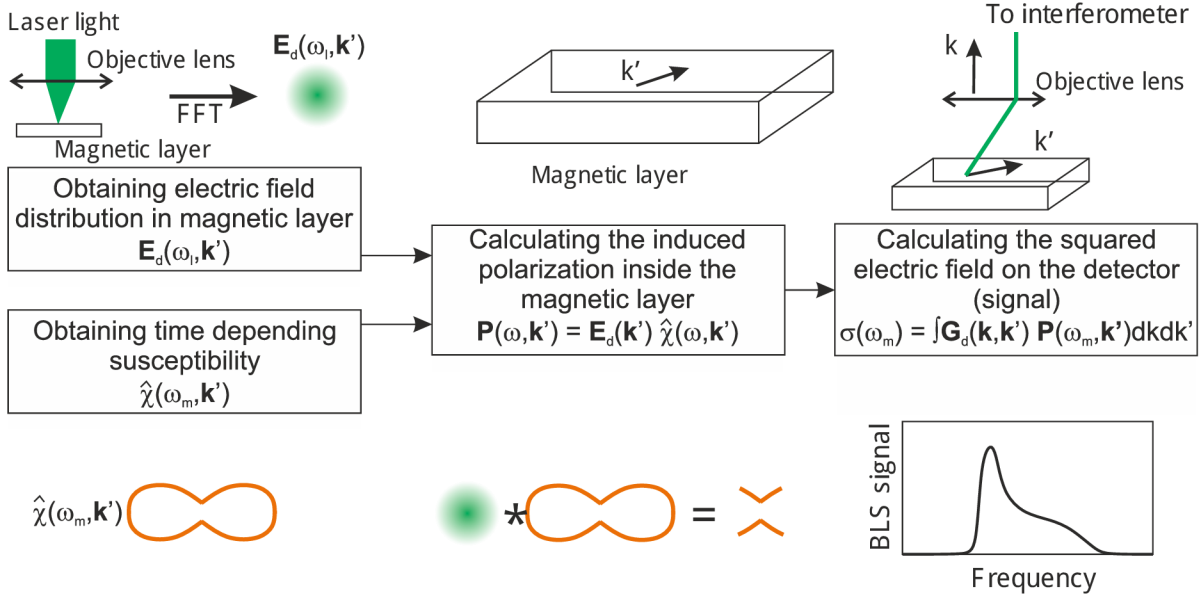 Laser light
Objective lens
FFT
E_d(ω_l,k’)
Magnetic layer
k’
Magnetic layer
To interferometer
k
Objective lens
k’
Obtaining electric field
distribution in magnetic layer
E_d(ω_l,k’)
Obtaining time depending
susceptibility
χ̂(ω_m,k’)
Calculating the induced
polarization inside the
magnetic layer
P(ω,k’) = E_d(k’) χ̂(ω,k’)
Calculating the squared
electric field on the detector
(signal)
σ(ω_m) = ∫G_d(k,k’) P(ω_m,k’)dkdk’
χ̂(ω_m,k’)
* =
BLS signal
Frequency